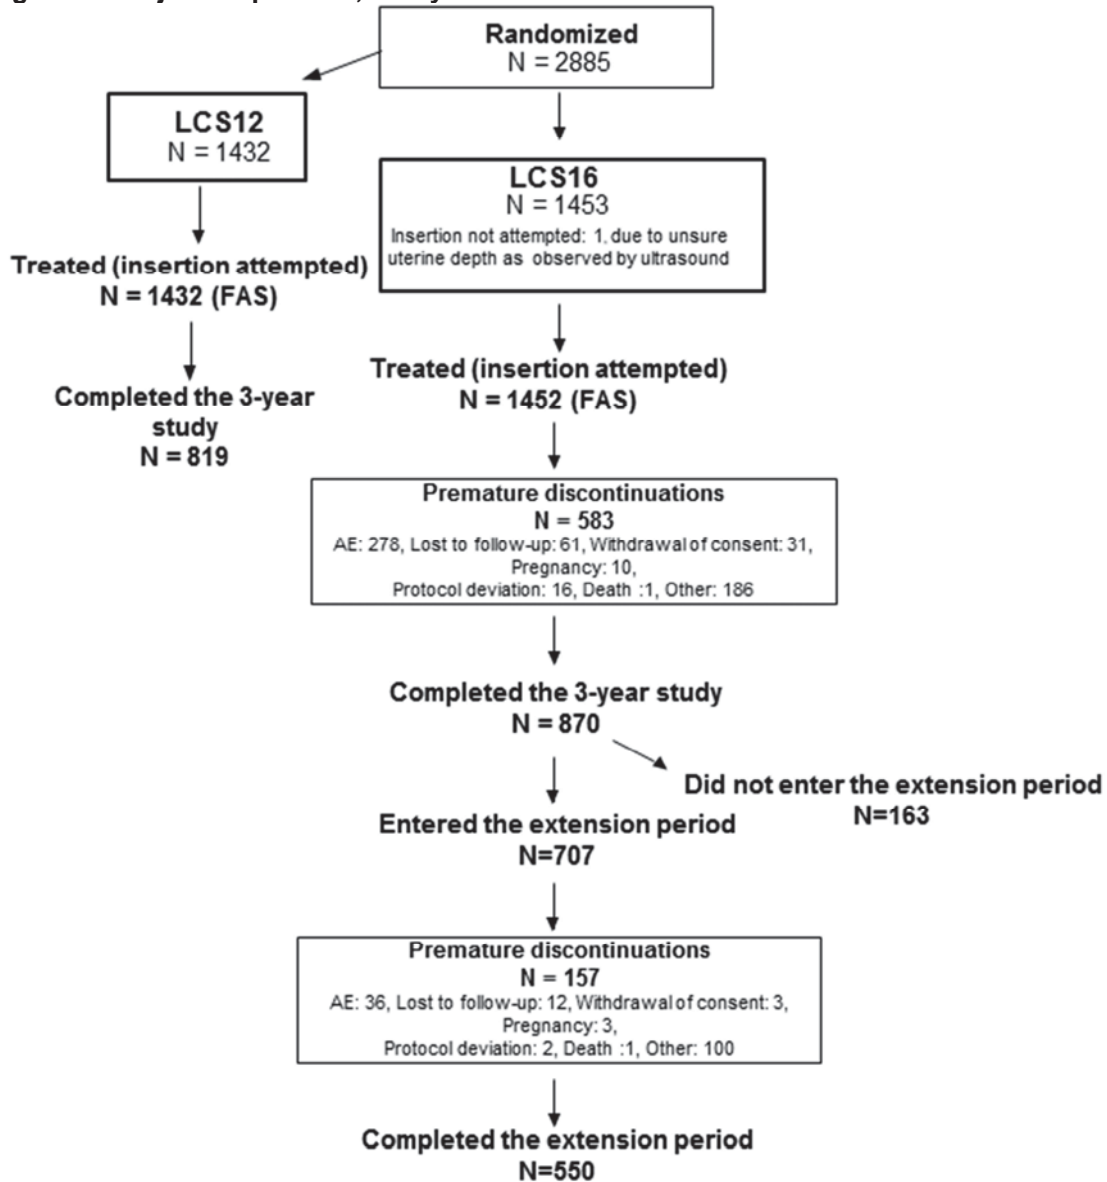 Randomized
N = 2885
LCS12
N = 1432
LCS16
N = 1453
Insertion not attempted: 1, due to unsure
uterine depth as observed by ultrasound
Treated (insertion attempted)
N = 1432 (FAS)
Completed the 3-year
study
N = 819
Treated (insertion attempted)
N = 1452 (FAS)
Premature discontinuations
N = 583
AE: 278, Lost to follow-up: 61, Withdrawal of consent: 31,
Pregnancy: 10,
Protocol deviation: 16, Death :1, Other: 186
Completed the 3-year study
N = 870
Did not enter the extension period
N=163
Entered the extension period
N=707
Premature discontinuations
N = 157
AE: 36, Lost to follow-up: 12, Withdrawal of consent: 3,
Pregnancy: 3,
Protocol deviation: 2, Death :1, Other: 100
Completed the extension period
N=550